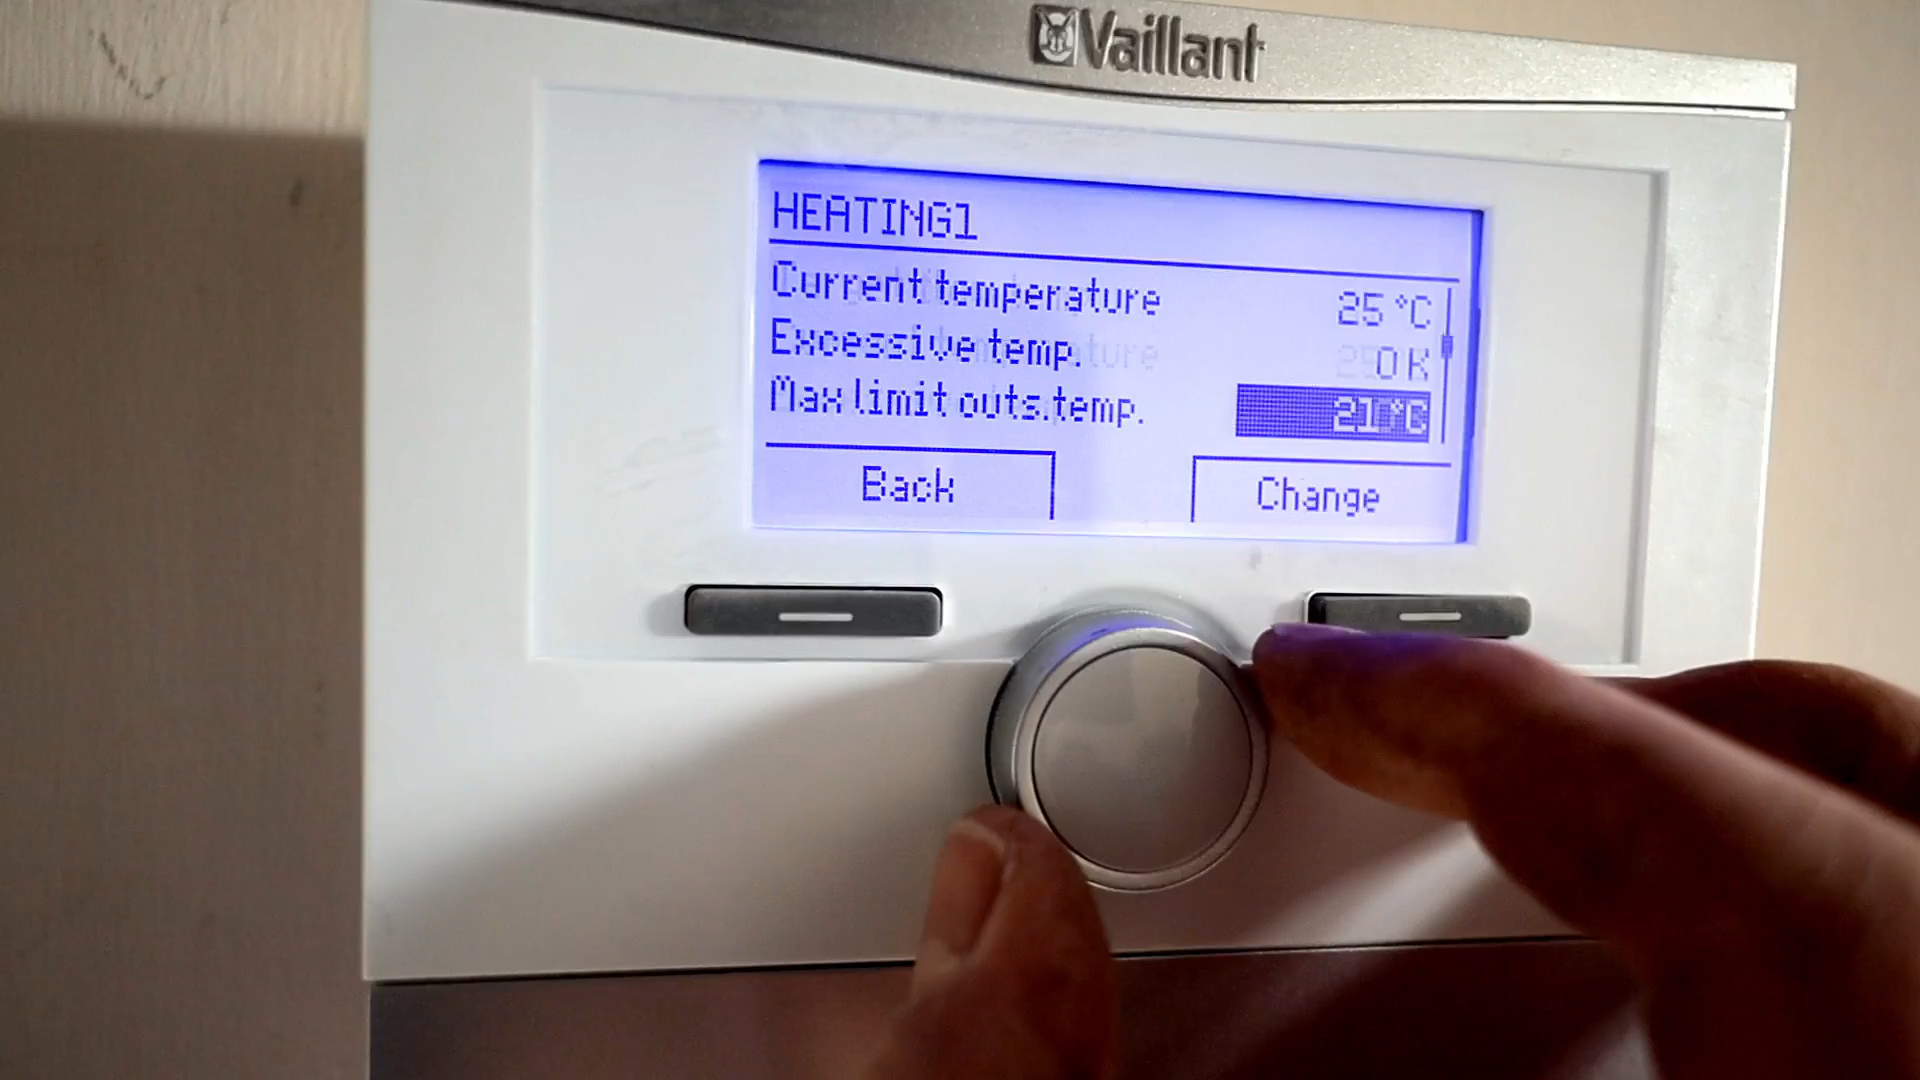 Vaillant
HEATING1
Current temperature 25 °C
Excessive temp. 0 K
Max limit outs.temp. 21 °C
Back Change